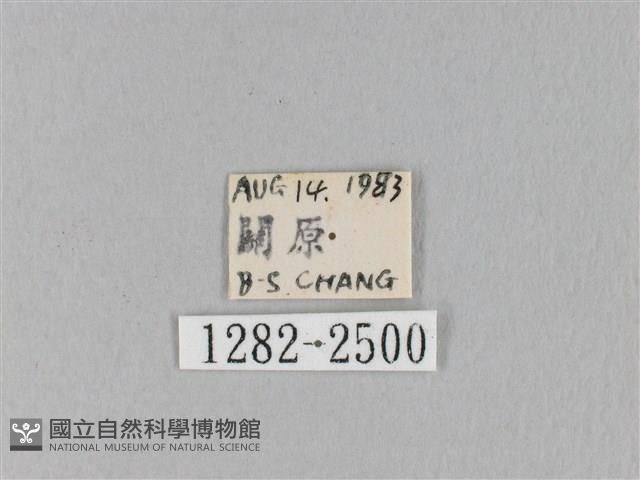 AUG 14. 1983
關原
B-S. CHANG
1282-2500
國立自然科學博物館
NATIONAL MUSEUM OF NATURAL SCIENCE